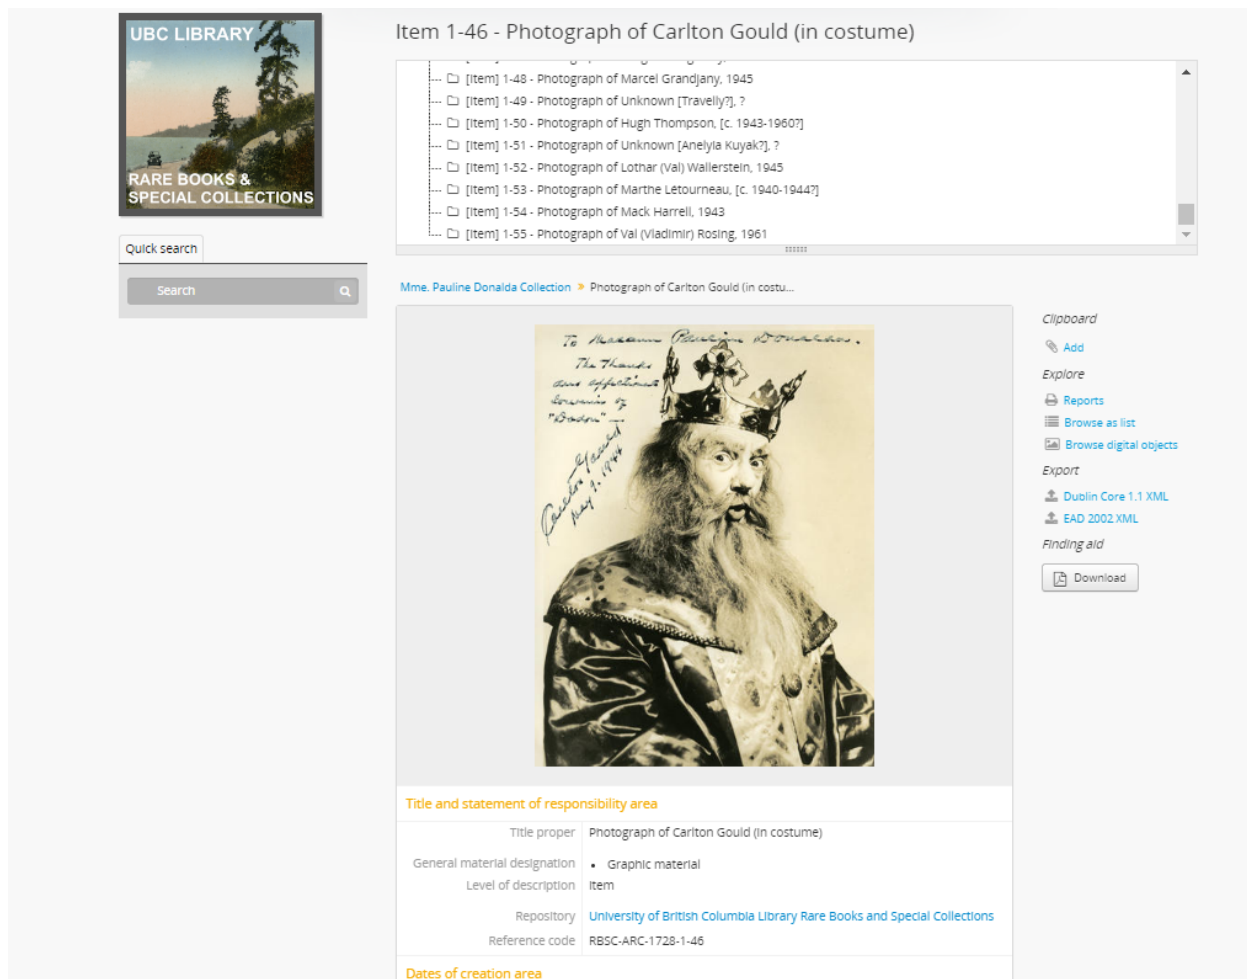 UBC LIBRARY
RARE BOOKS &
SPECIAL COLLECTIONS
Quick search
Search
Item 1-46 - Photograph of Carlton Gould (in costume)
[Item] 1-48 - Photograph of Marcel Grandjany, 1945
[Item] 1-49 - Photograph of Unknown [Travelly?], ?
[Item] 1-50 - Photograph of Hugh Thompson, [c. 1943-1960?]
[Item] 1-51 - Photograph of Unknown [Anelyia Kuyak?], ?
[Item] 1-52 - Photograph of Lothar (Val) Wallerstein, 1945
[Item] 1-53 - Photograph of Marthe Létourneau, [c. 1940-1944?]
[Item] 1-54 - Photograph of Mack Harrell, 1943
[Item] 1-55 - Photograph of Val (Vladimir) Rosing, 1961
Mme. Pauline Donalda Collection » Photograph of Carlton Gould (in costu...
To Madame Pauline Donalda.
The Thanks
and affectionate
souvenir of
"Dodon" —
Carlton Gauld
May 9. 1944
Title and statement of responsibility area
Title proper Photograph of Carlton Gould (in costume)
General material designation • Graphic material
Level of description Item
Repository University of British Columbia Library Rare Books and Special Collections
Reference code RBSC-ARC-1728-1-46
Dates of creation area
Clipboard
Add
Explore
Reports
Browse as list
Browse digital objects
Export
Dublin Core 1.1 XML
EAD 2002 XML
Finding aid
Download